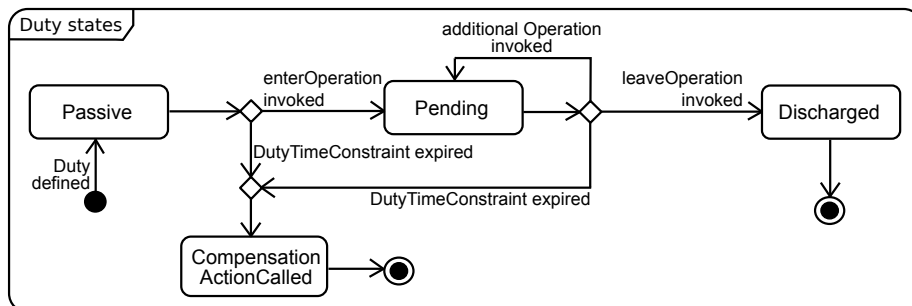 Duty states
additional Operation
invoked
enterOperation
invoked
leaveOperation
invoked
Passive
Pending
Discharged
DutyTimeConstraint expired
Duty
defined
DutyTimeConstraint expired
Compensation
ActionCalled